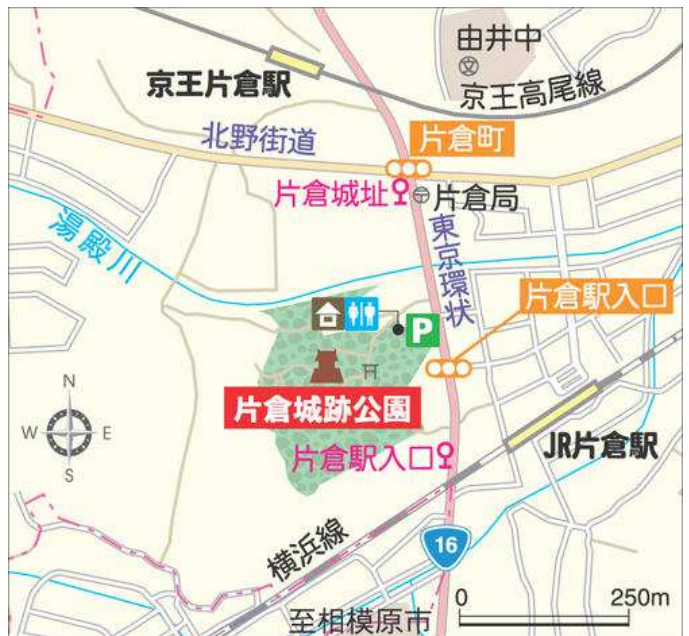 由井中
京王片倉駅
京王高尾線
北野街道
片倉町
片倉城址
片倉局
湯殿川
東京環状
片倉駅入口
P
N
W E
S
片倉城跡公園
片倉駅入口
JR片倉駅
横浜線
16
至相模原市
0 250m